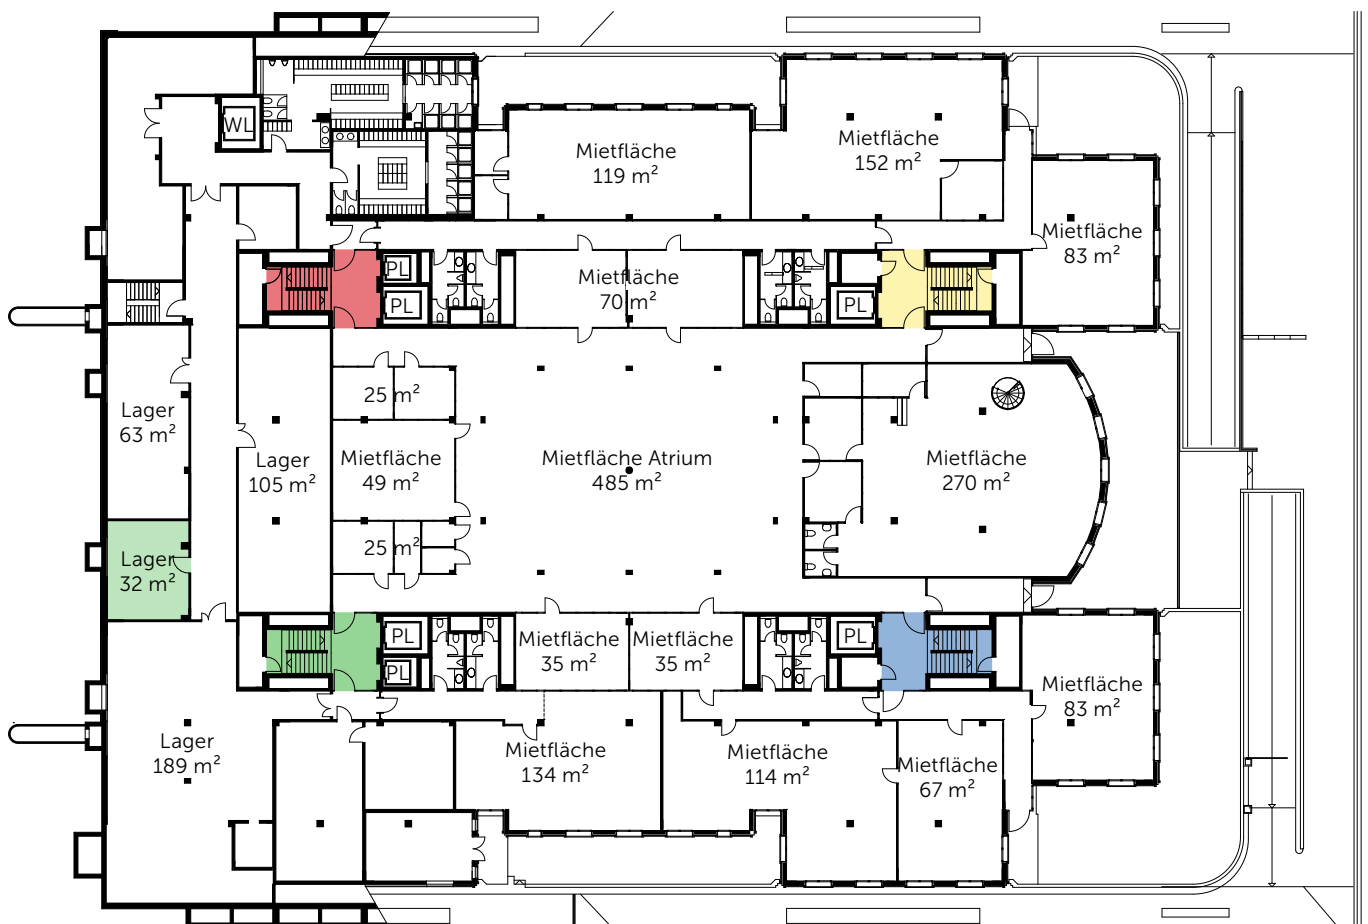 WL
Mietfläche
119 m²
Mietfläche
152 m²
Mietfläche
83 m²
PL
PL
Mietfläche
70 m²
PL
Lager
63 m²
Lager
105 m²
25 m²
Mietfläche
49 m²
25 m²
Mietfläche Atrium
485 m²
Mietfläche
270 m²
Lager
32 m²
PL
PL
Mietfläche
35 m²
Mietfläche
35 m²
PL
Mietfläche
83 m²
Lager
189 m²
Mietfläche
134 m²
Mietfläche
114 m²
Mietfläche
67 m²